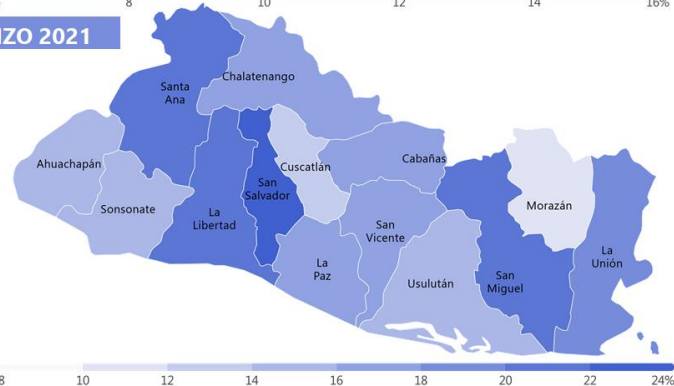 8 10 12 14 16%
ZO 2021
Santa
Ana
Chalatenango
Ahuachapán
Sonsonate
La
Libertad
San
Salvador
Cuscatlán
Cabañas
San
Vicente
La
Paz
Usulután
San
Miguel
Morazán
La
Unión
8 10 12 14 16 18 20 22 24%